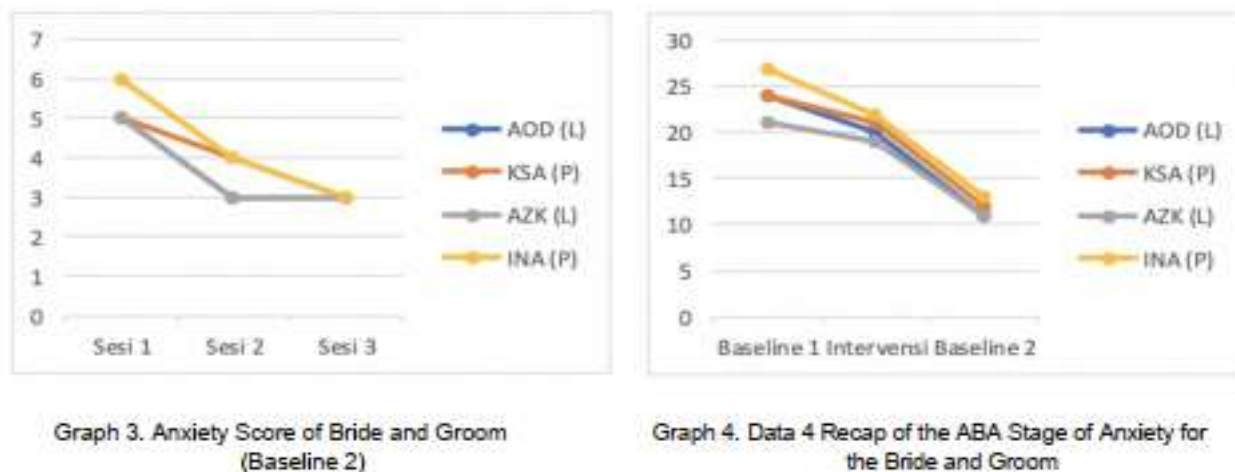 7
6
5
4
3
2
1
0
Sesi 1 Sesi 2 Sesi 3
AOD (L)
KSA (P)
AZK (L)
INA (P)
Graph 3. Anxiety Score of Bride and Groom
(Baseline 2)
30
25
20
15
10
5
0
Baseline 1 Intervensi Baseline 2
AOD (L)
KSA (P)
AZK (L)
INA (P)
Graph 4. Data 4 Recap of the ABA Stage of Anxiety for
the Bride and Groom